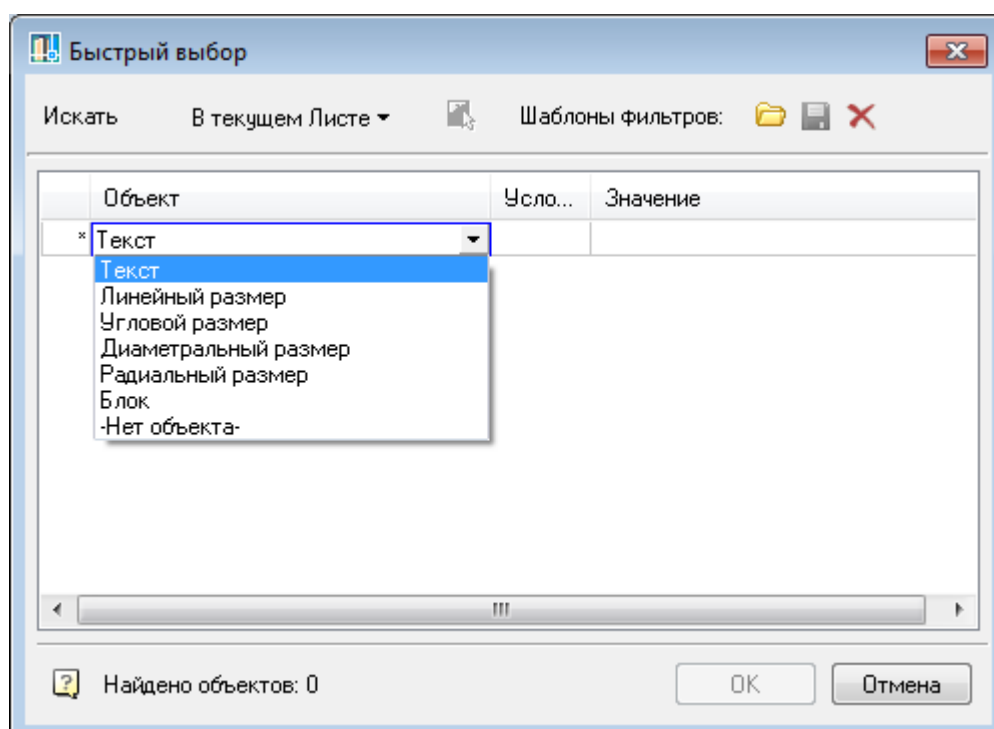 Быстрый выбор
Искать В текущем Листе Шаблоны фильтров:
Объект Усло... Значение
* Текст
Текст
Линейный размер
Угловой размер
Диаметральный размер
Радиальный размер
Блок
-Нет объекта-
Найдено объектов: 0 OK Отмена